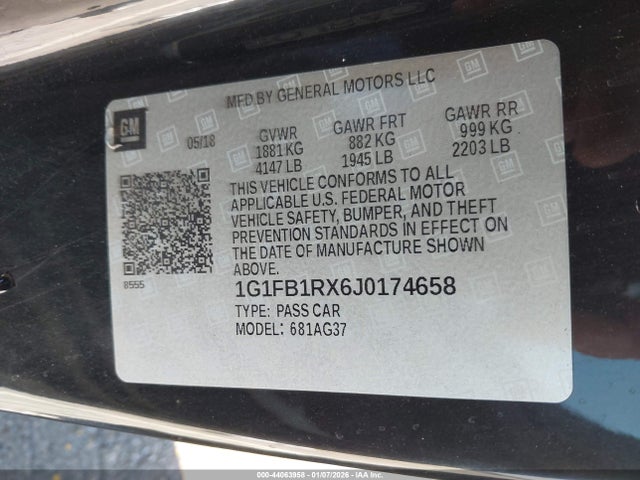 MFD BY GENERAL MOTORS LLC
GM
05/18
GVWR GAWR FRT GAWR RR
1881 KG 882 KG 999 KG
4147 LB 1945 LB 2203 LB
THIS VEHICLE CONFORMS TO ALL
APPLICABLE U.S. FEDERAL MOTOR
VEHICLE SAFETY, BUMPER, AND THEFT
PREVENTION STANDARDS IN EFFECT ON
THE DATE OF MANUFACTURE SHOWN
ABOVE.
8555
1G1FB1RX6J0174658
TYPE: PASS CAR
MODEL: 681AG37
000-44063958 - 01/07/2026 - IAA Inc.